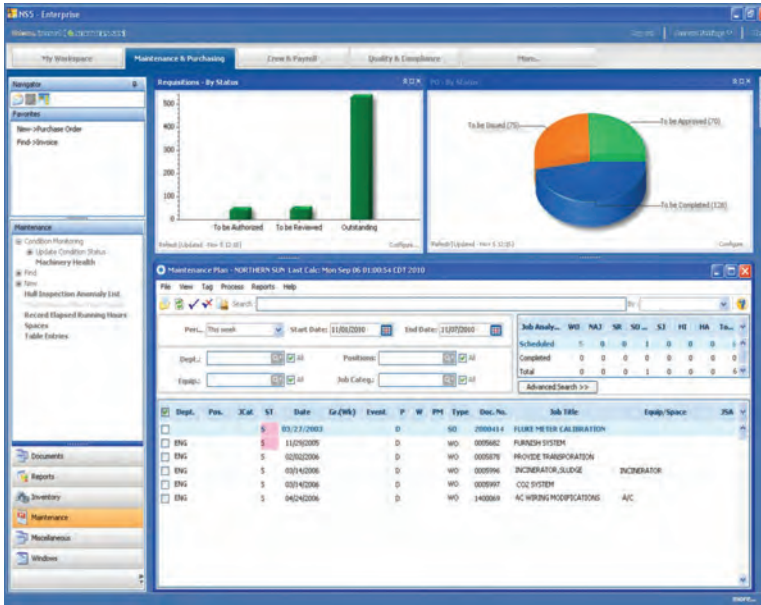 NS5 - Enterprise
My Workspace
Maintenance & Purchasing
Crew & Payroll
Quality & Compliance
More...
Navigator
Favorites
New->Purchase Order
Find->Invoice
Maintenance
Condition Monitoring
Update Condition Status
Machinery Health
Find
New
Hull Inspection Anomaly List
Record Elapsed Running Hours
Spaces
Table Entries
Documents
Reports
Inventory
Maintenance
Miscellaneous
Windows
Requisitions - By Status
500
400
300
200
100
0
To be Authorized To be Reviewed Outstanding
Configure...
PO - By Status
To be Issued (75)
To be Approved (70)
To be Completed (128)
Configure...
Maintenance Plan - NORTHERN SUN Last Calc: Mon Sep 06 01:00:54 CDT 2010
File View Tag Process Reports Help
Search
By
Peri... This week Start Date: 11/01/2010 End Date: 11/07/2010
Dept.: All Positions: All
Equip.: All Job Categ.: All
Job Analy... WO NAJ SR SO ... SJ HI HA To...
Scheduled 5 0 0 1 0 0 0 6
Completed 0 0 0 0 0 0 0 0
Total 0 0 1 0 0 0 6
Advanced Search >>
Dept. Pos. JCat ST Date Gr.(Wk) Event P W PM Type Doc. No. Job Title Equip/Space JSA
S 03/27/2003 D SO 2000414 FLUKE METER CALIBRATION
ENG S 11/29/2005 D WO 0005682 FURNISH SYSTEM
ENG S 02/02/2006 D WO 0005878 PROVIDE TRANSPORATION
ENG S 03/14/2006 D WO 0005996 INCINERATOR,SLUDGE INCINERATOR
ENG S 03/14/2006 D WO 0005997 CO2 SYSTEM
ENG S 04/24/2006 D WO 1400069 AC WIRING MODIFICATIONS A/C
more...